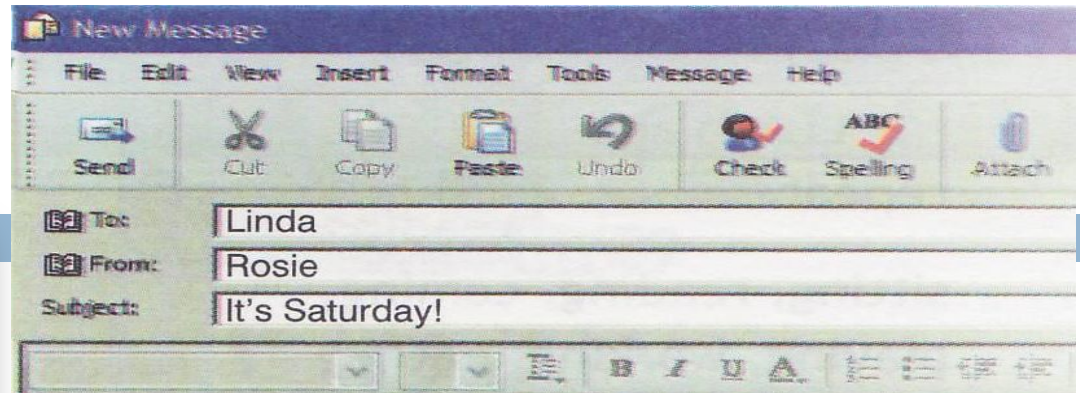 New Message
File Edit View Insert Format Tools Message Help
ABC
Send Cut Copy Paste Undo Check Spelling Attach
To: Linda
From: Rosie
Subject: It's Saturday!
B I U A